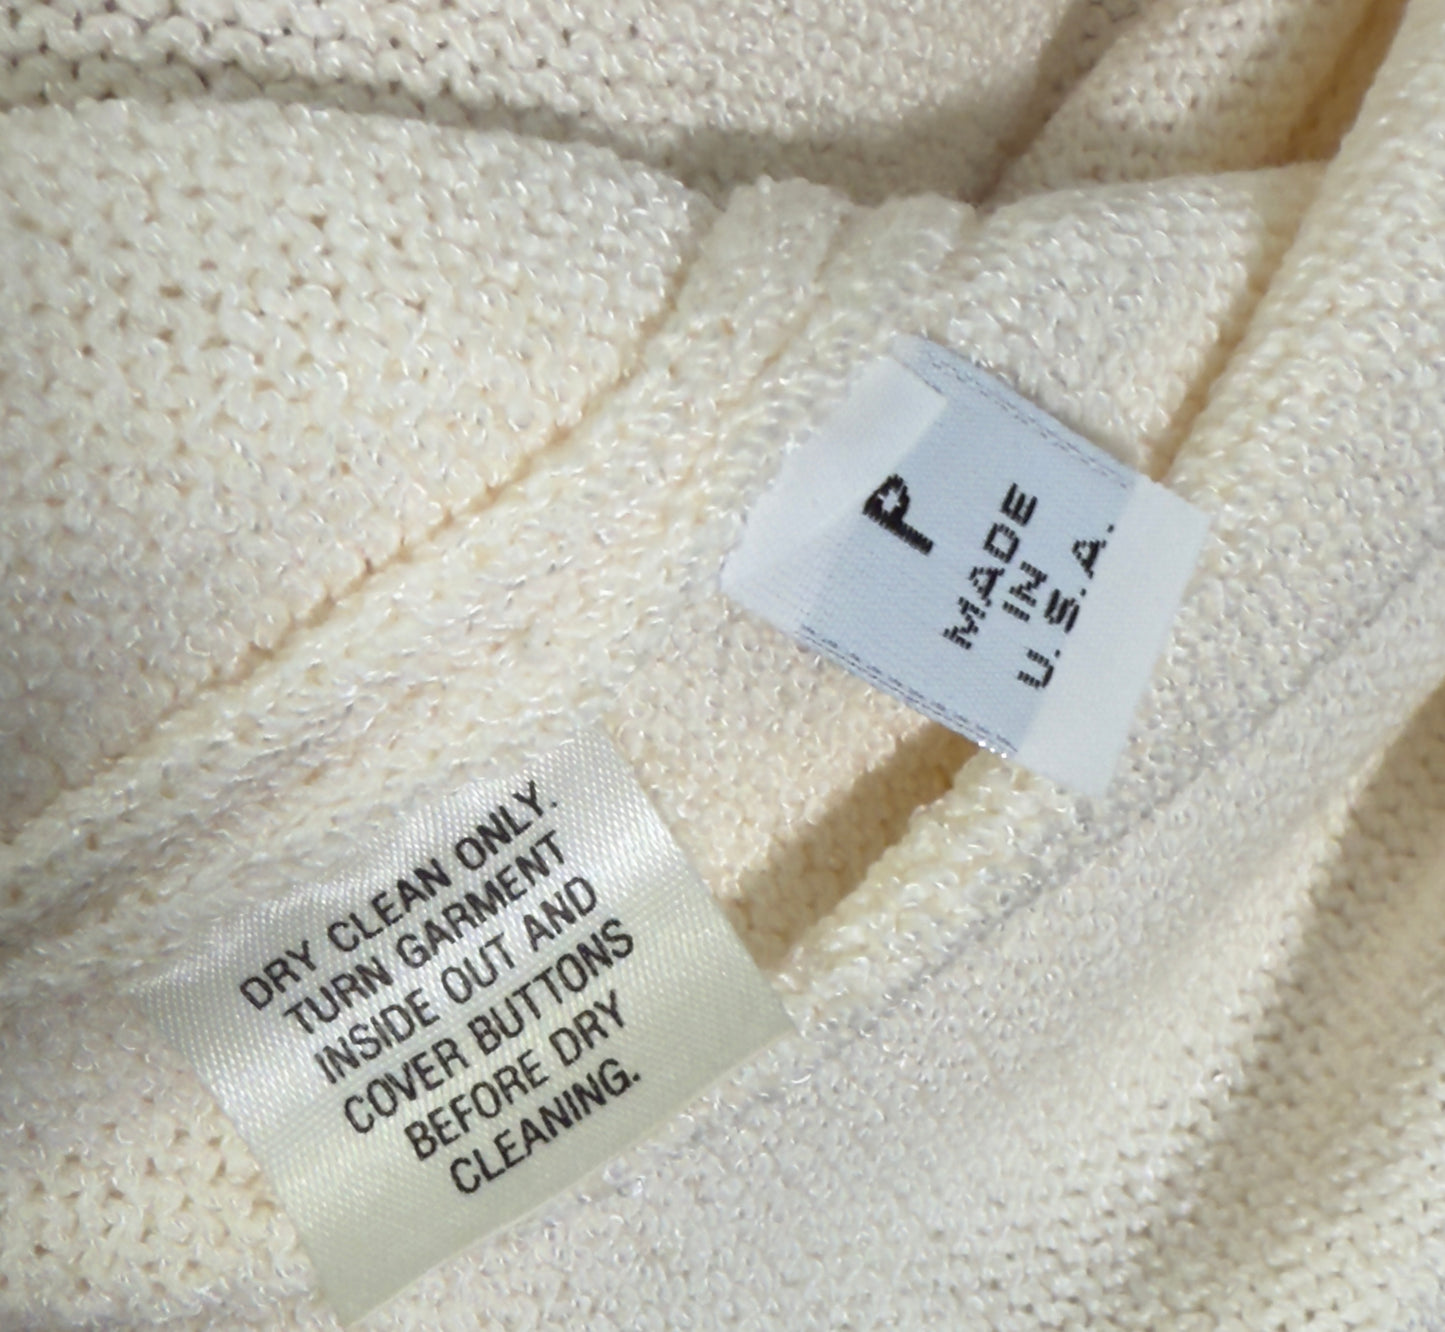 P
MADE
IN
U.S.A.
DRY CLEAN ONLY.
TURN GARMENT
INSIDE OUT AND
COVER BUTTONS
BEFORE DRY
CLEANING.